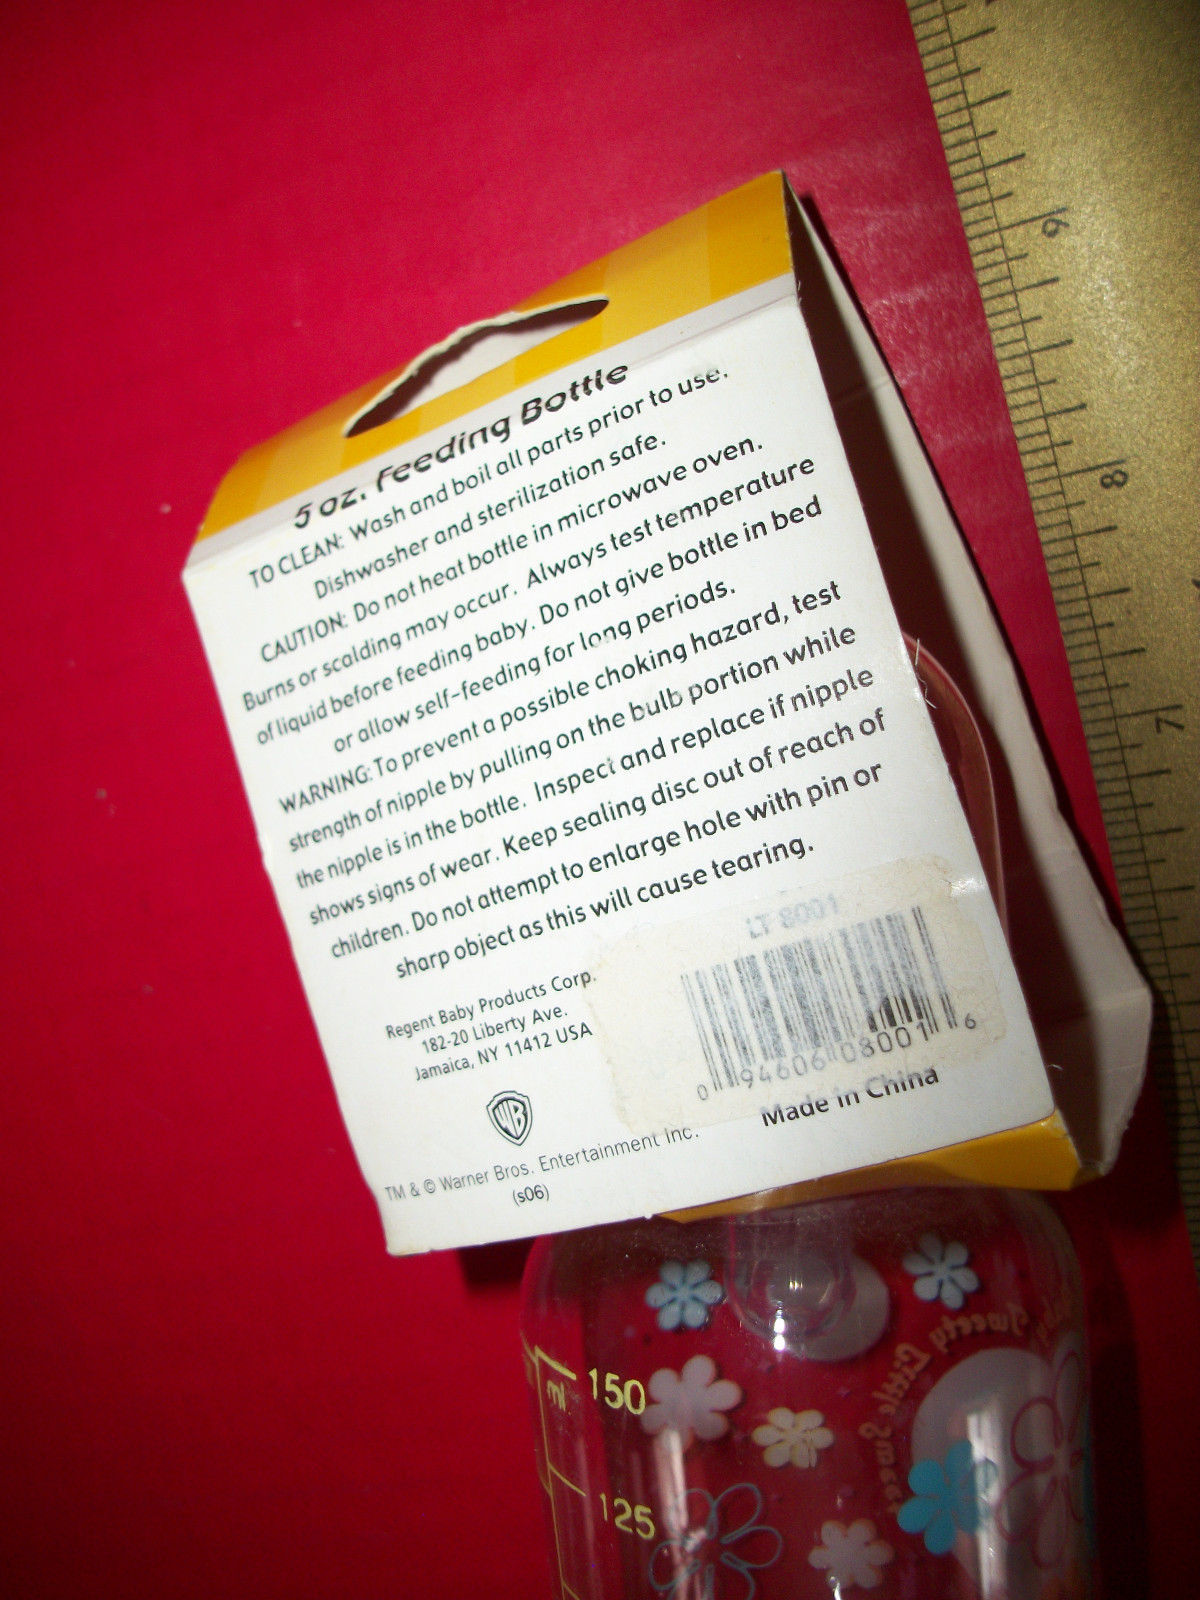 5 oz. Feeding Bottle
TO CLEAN: Wash and boil all parts prior to use.
Dishwasher and sterilization safe.
CAUTION: Do not heat bottle in microwave oven.
Burns or scalding may occur. Always test temperature
of liquid before feeding baby. Do not give bottle in bed
or allow self-feeding for long periods.
WARNING: To prevent a possible choking hazard, test
strength of nipple by pulling on the bulb portion while
the nipple is in the bottle. Inspect and replace if nipple
shows signs of wear. Keep sealing disc out of reach of
children. Do not attempt to enlarge hole with pin or
sharp object as this will cause tearing.
Regent Baby Products Corp.
182-20 Liberty Ave.
Jamaica, NY 11412 USA
LT 8001
0 94606 08001 6
Made in China
WB
TM & © Warner Bros. Entertainment Inc.
(s06)
9
8
7
ml 150
125
Tweety Little Sweet